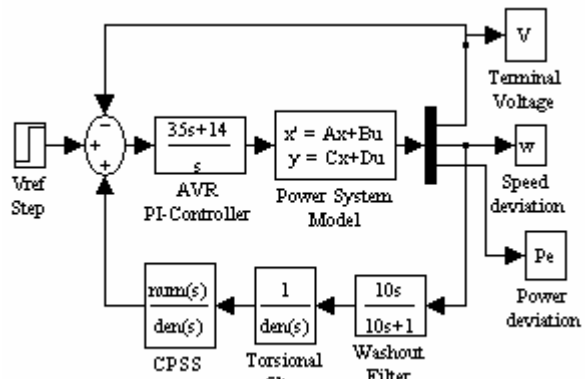 V
Terminal
Voltage
−
+
+
Vref
Step
35s+14
s
AVR
PI-Controller
x' = Ax+Bu
y = Cx+Du
Power System
Model
w
Speed
deviation
Pe
Power
deviation
num(s)
den(s)
CPSS
1
den(s)
Torsional
10s
10s+1
Washout
Filter